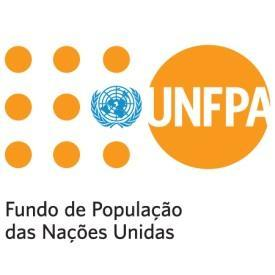 UNFPA
Fundo de População
das Nações Unidas